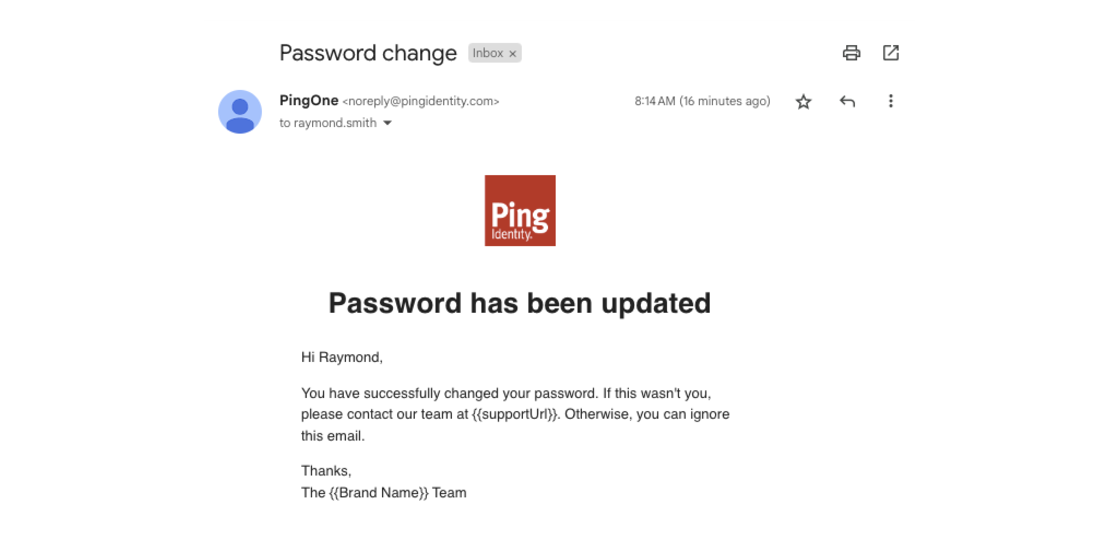 Password change Inbox ×
PingOne <noreply@pingidentity.com> 8:14 AM (16 minutes ago)
to raymond.smith
Ping
Identity.
Password has been updated
Hi Raymond,
You have successfully changed your password. If this wasn't you,
please contact our team at {{supportUrl}}. Otherwise, you can ignore
this email.
Thanks,
The {{Brand Name}} Team